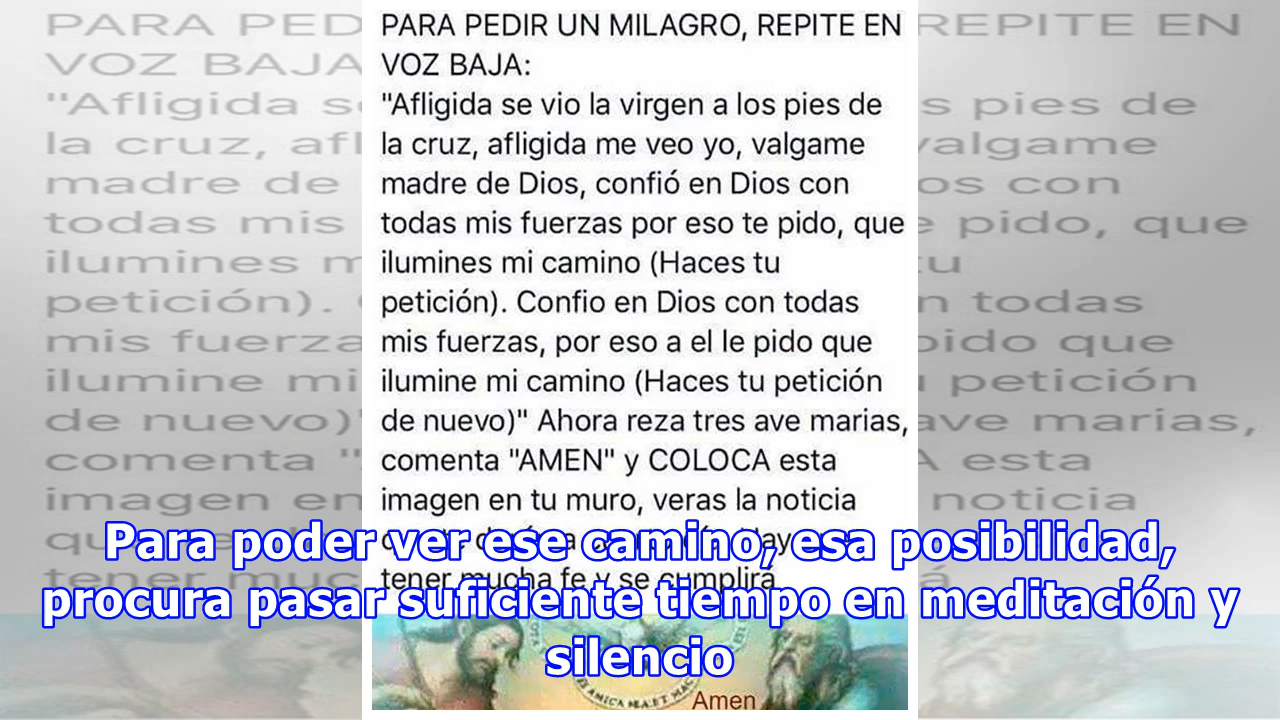 PARA PEDIR UN MILAGRO, REPITE EN
VOZ BAJA:
"Afligida se vio la virgen a los pies de
la cruz, afligida me veo yo, valgame
madre de Dios, confió en Dios con
todas mis fuerzas por eso te pido, que
ilumines mi camino (Haces tu
petición). Confio en Dios con todas
mis fuerzas, por eso a el le pido que
ilumine mi camino (Haces tu petición
de nuevo)" Ahora reza tres ave marias,
comenta "AMEN" y COLOCA esta
imagen en tu muro, veras la noticia
tener mucha fe y se cumplirá
Para poder ver ese camino, esa posibilidad,
procura pasar suficiente tiempo en meditación y
silencio
Amen